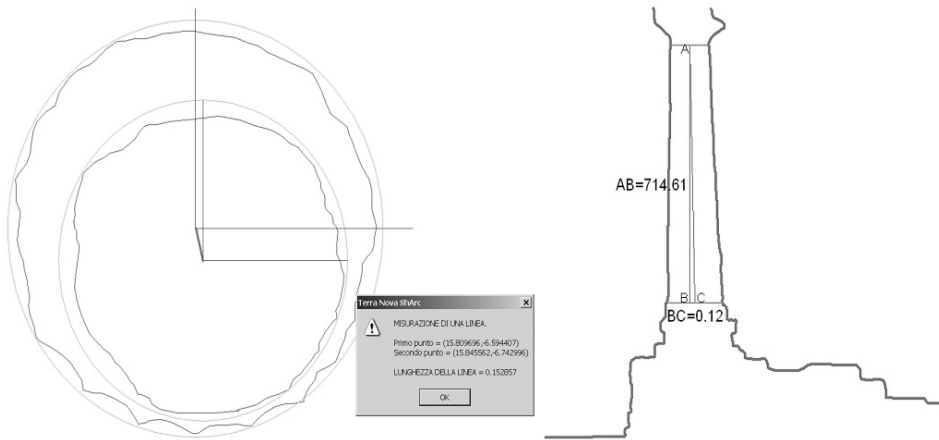 Terra Nova ShArc
MISURAZIONE DI UNA LINEA.
Primo punto = (15.809696,-6.594407)
Secondo punto = (15.845562,-6.742996)
LUNGHEZZA DELLA LINEA = 0.152857
OK
A
AB=714.61
B C
BC=0.12